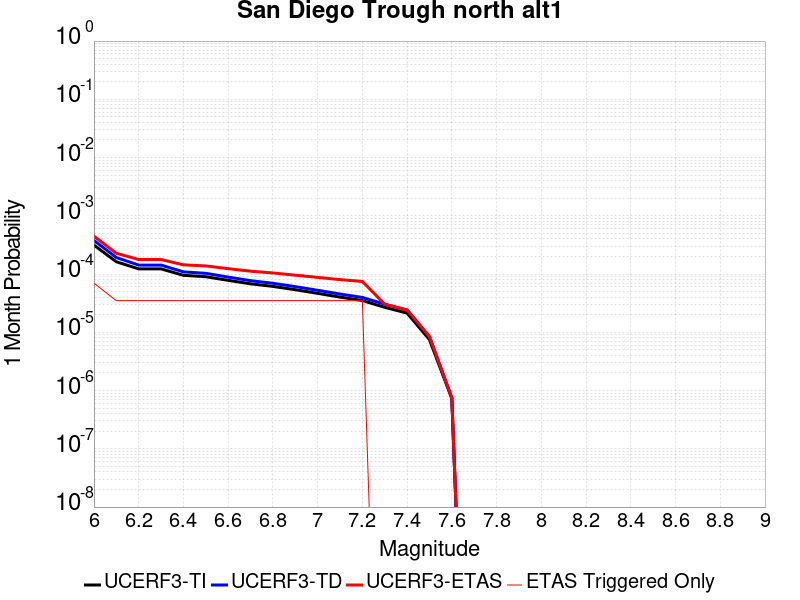 San Diego Trough north alt1
10^0
10^-1
10^-2
10^-3
10^-4
10^-5
10^-6
10^-7
10^-8
1 Month Probability
6 6.2 6.4 6.6 6.8 7 7.2 7.4 7.6 7.8 8 8.2 8.4 8.6 8.8 9
Magnitude
UCERF3-TI UCERF3-TD UCERF3-ETAS ETAS Triggered Only